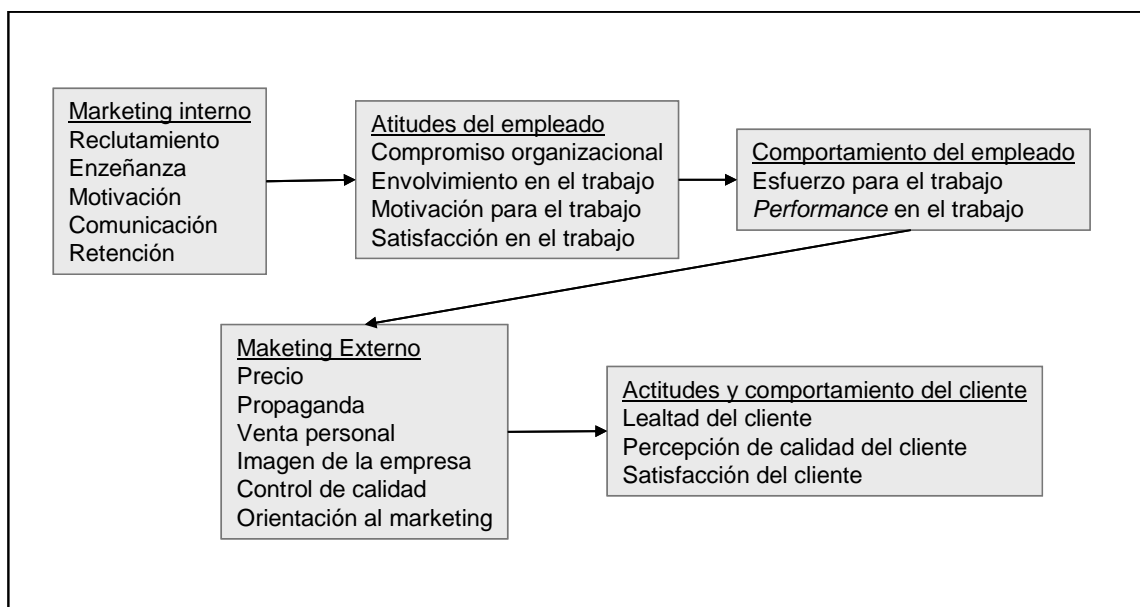 Marketing interno
Reclutamiento
Enzeñanza
Motivación
Comunicación
Retención
Atitudes del empleado
Compromiso organizacional
Envolvimiento en el trabajo
Motivación para el trabajo
Satisfacción en el trabajo
Comportamiento del empleado
Esfuerzo para el trabajo
Performance en el trabajo
Maketing Externo
Precio
Propaganda
Venta personal
Imagen de la empresa
Control de calidad
Orientación al marketing
Actitudes y comportamiento del cliente
Lealtad del cliente
Percepción de calidad del cliente
Satisfacción del cliente